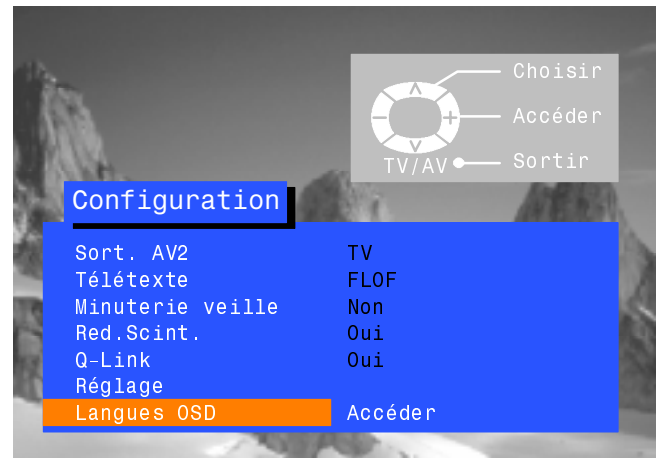 Choisir
Accéder
TV/AV Sortir
Configuration
Sort. AV2 TV
Télétexte FLOF
Minuterie veille Non
Red.Scint. Oui
Q-Link Oui
Réglage
Langues OSD Accéder